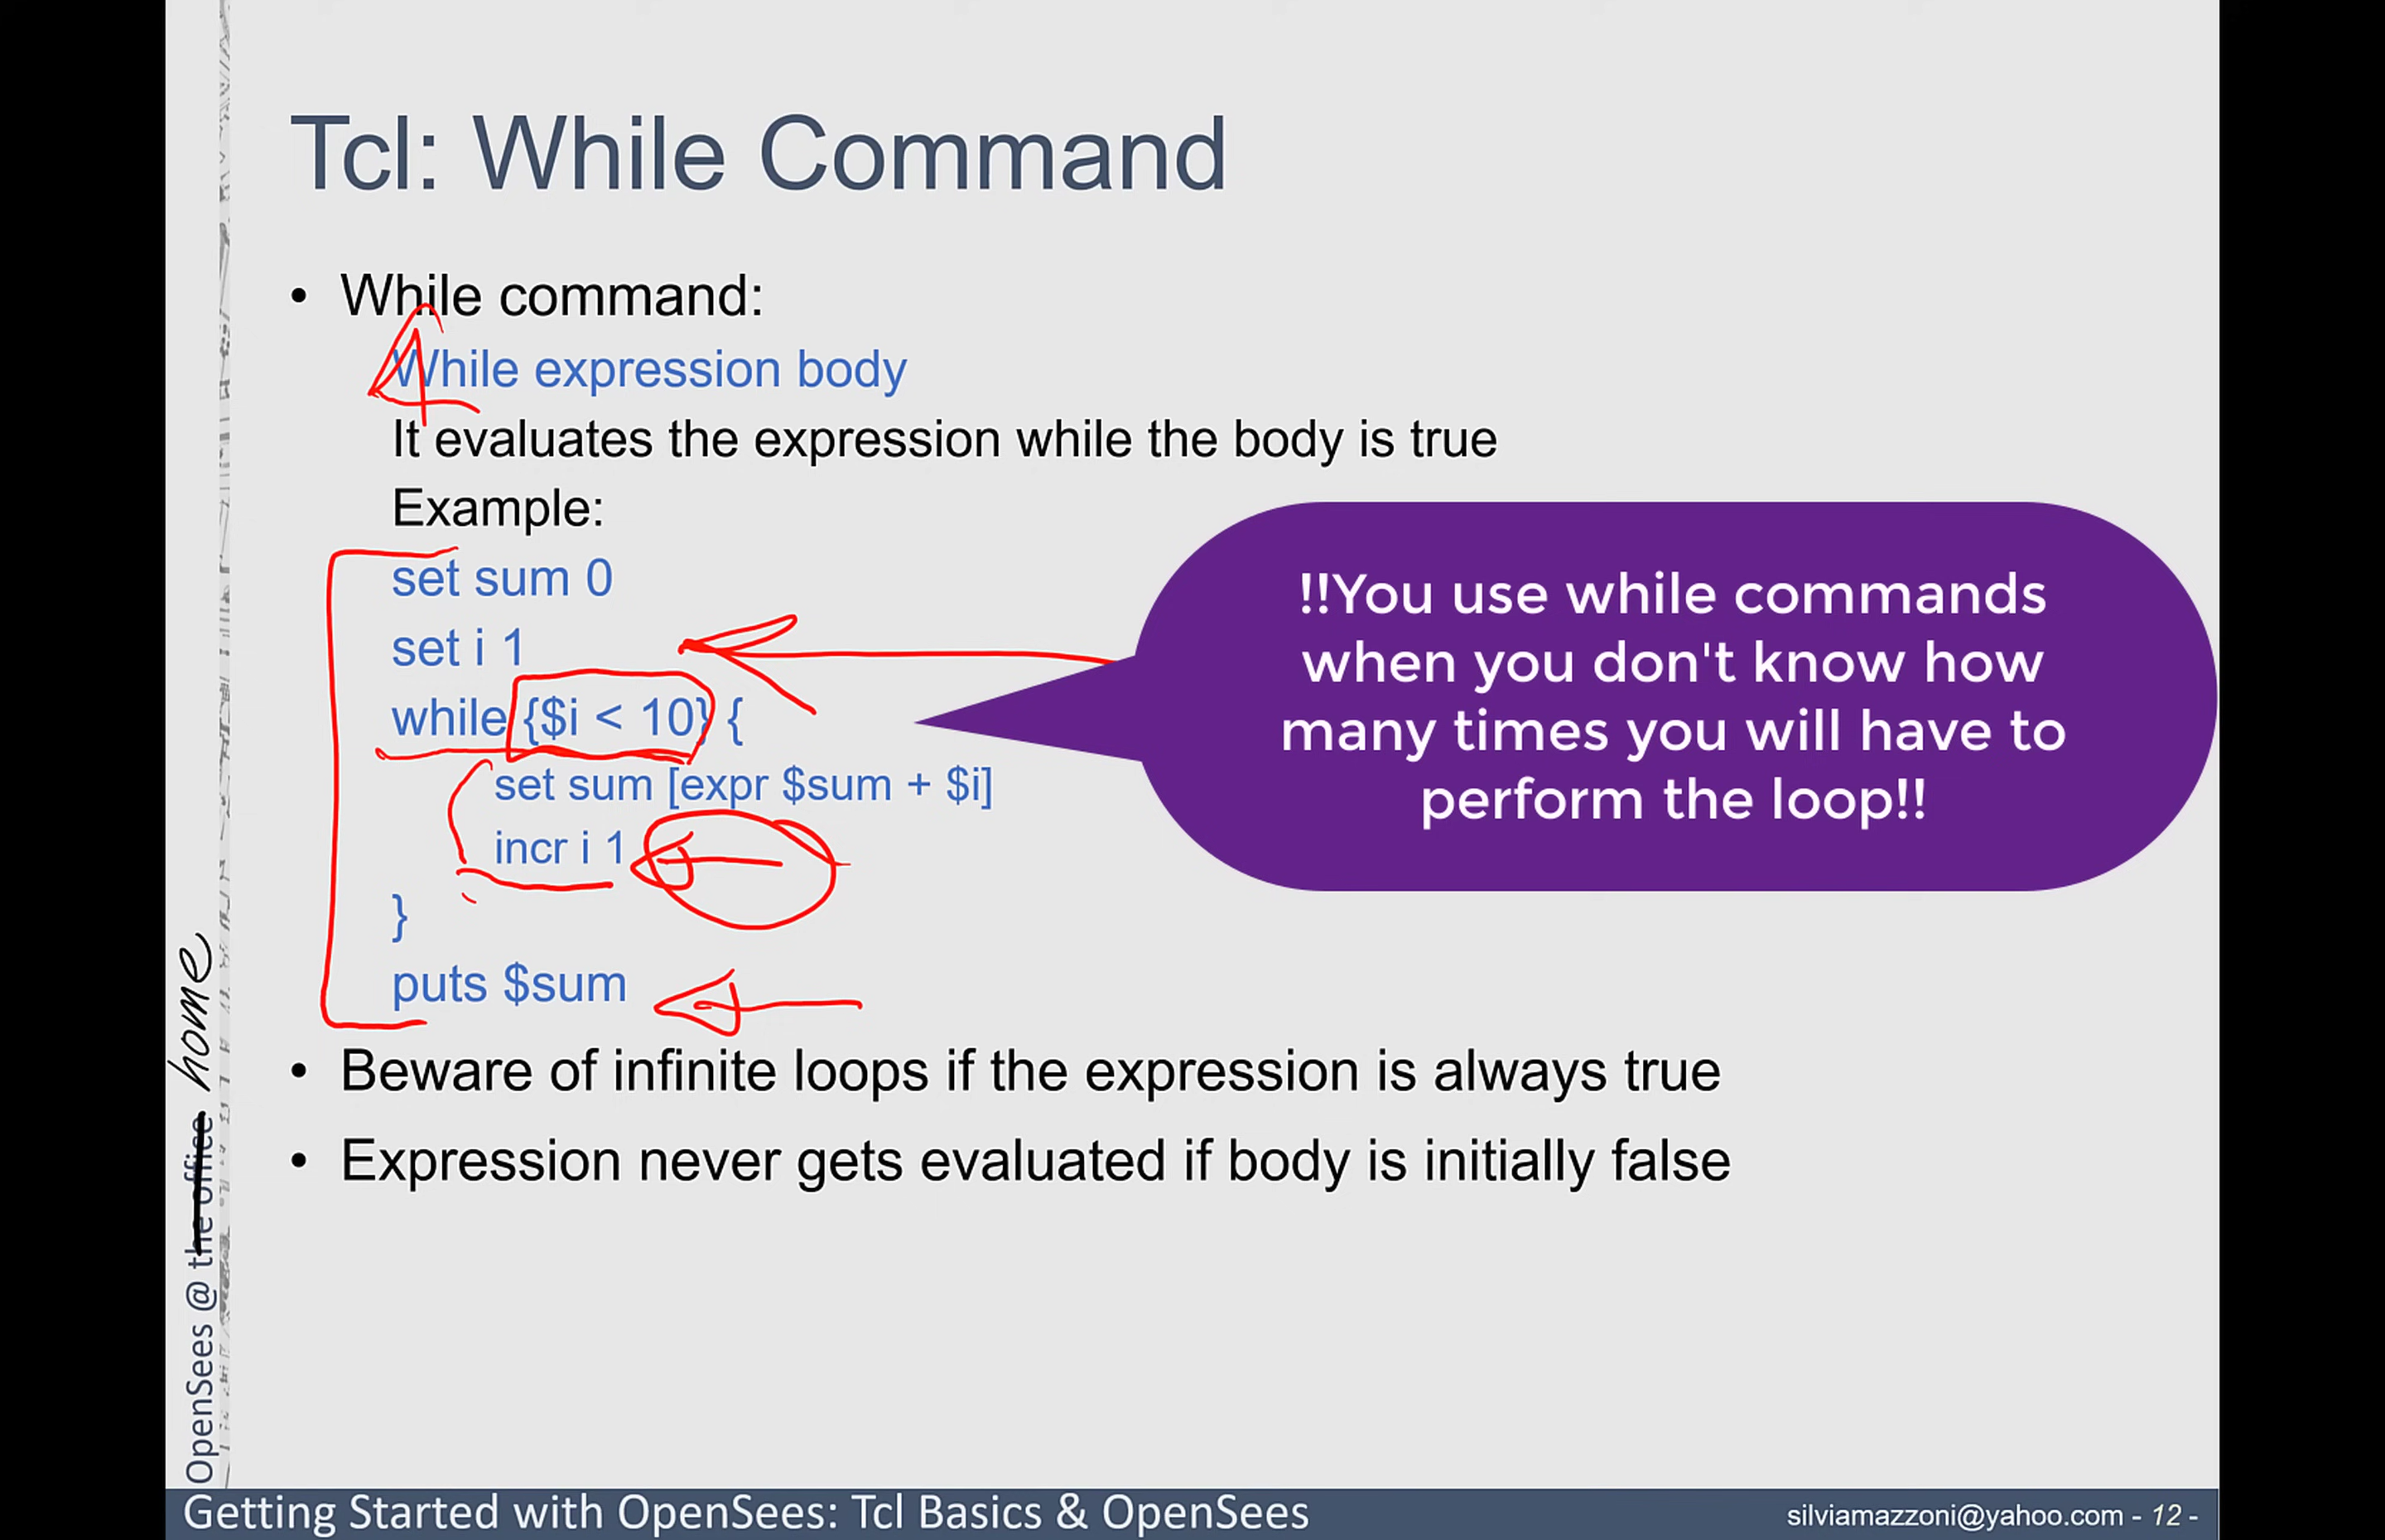 Tcl: While Command
• While command:
While expression body
It evaluates the expression while the body is true
Example:
set sum 0
set i 1
while {$i < 10} {
set sum [expr $sum + $i]
incr i 1
}
puts $sum
• Beware of infinite loops if the expression is always true
• Expression never gets evaluated if body is initially false
!!You use while commands
when you don't know how
many times you will have to
perform the loop!!
OpenSees @ the office home
Getting Started with OpenSees: Tcl Basics & OpenSees
silviamazzoni@yahoo.com - 12 -